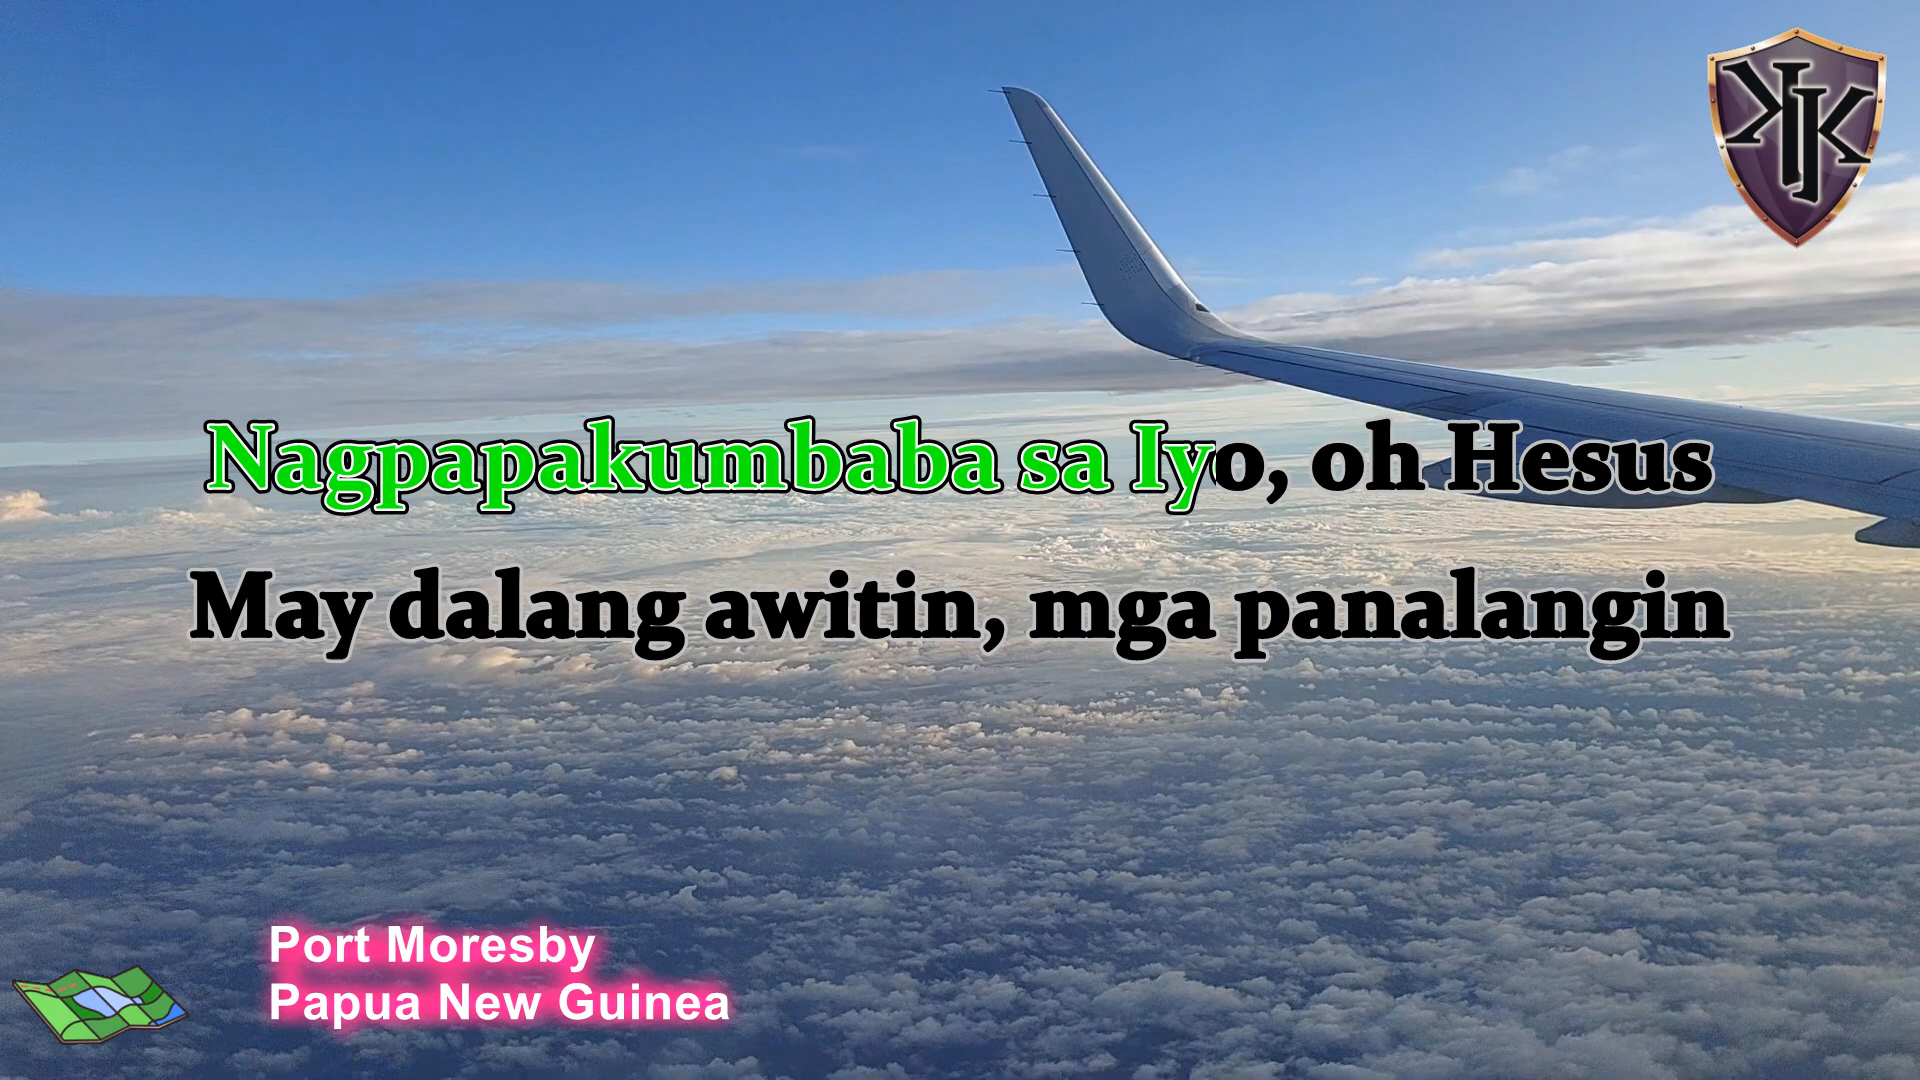 Nagpapakumbaba sa Iyo, oh Hesus
May dalang awitin, mga panalangin
Port Moresby
Papua New Guinea